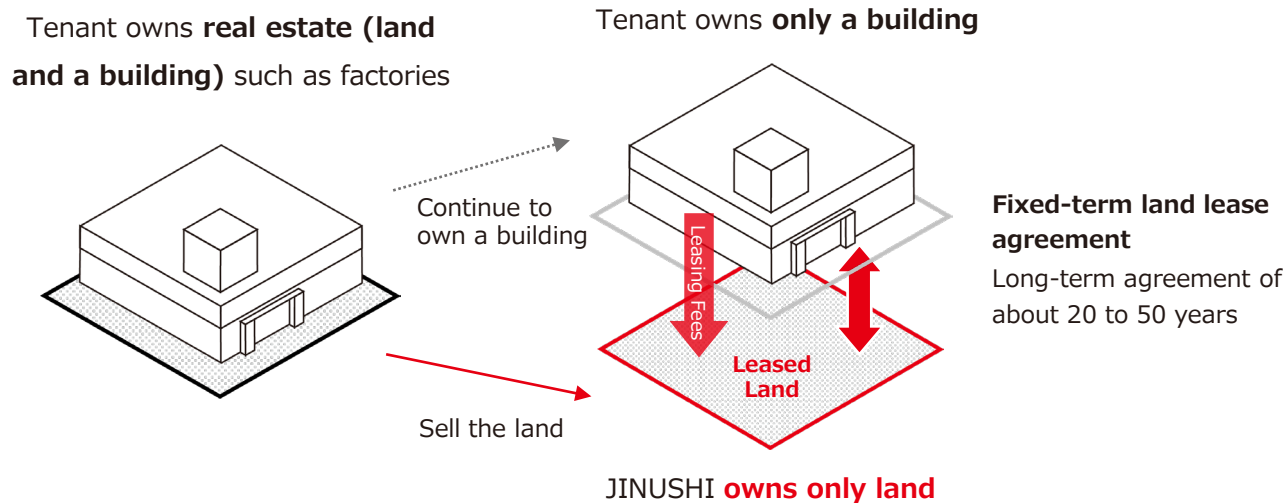 Tenant owns real estate (land
and a building) such as factories
Tenant owns only a building
Continue to
own a building
Sell the land
Leasing Fees
Leased
Land
Fixed-term land lease
agreement
Long-term agreement of
about 20 to 50 years
JINUSHI owns only land